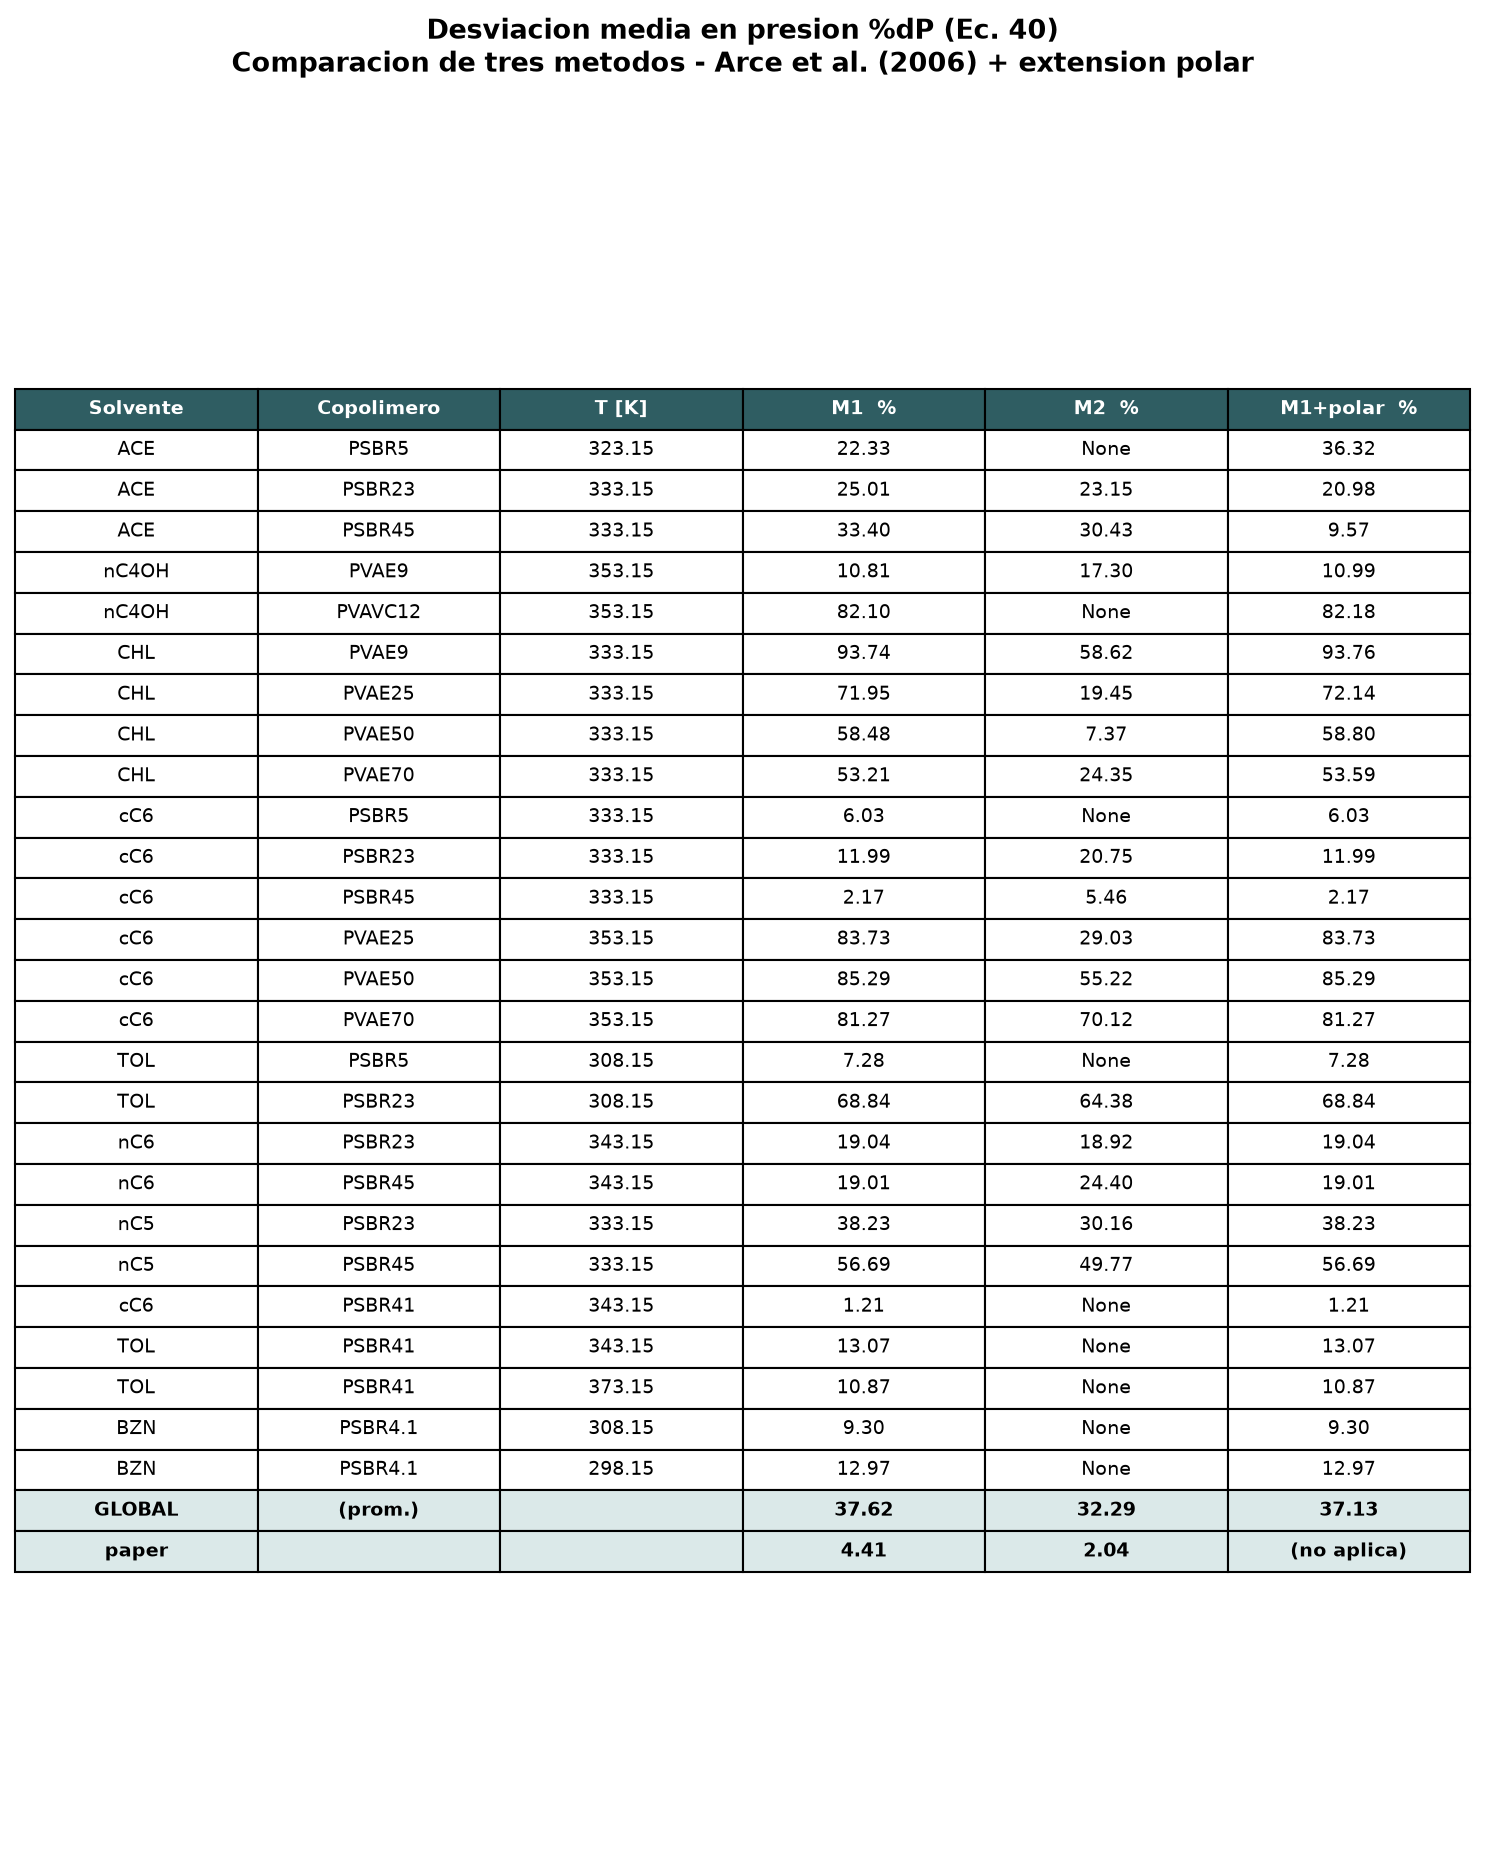 Desviacion media en presion %dP (Ec. 40)
Comparacion de tres metodos - Arce et al. (2006) + extension polar
Solvente Copolimero T [K] M1 % M2 % M1+polar %
ACE PSBR5 323.15 22.33 None 36.32
ACE PSBR23 333.15 25.01 23.15 20.98
ACE PSBR45 333.15 33.40 30.43 9.57
nC4OH PVAE9 353.15 10.81 17.30 10.99
nC4OH PVAVC12 353.15 82.10 None 82.18
CHL PVAE9 333.15 93.74 58.62 93.76
CHL PVAE25 333.15 71.95 19.45 72.14
CHL PVAE50 333.15 58.48 7.37 58.80
CHL PVAE70 333.15 53.21 24.35 53.59
cC6 PSBR5 333.15 6.03 None 6.03
cC6 PSBR23 333.15 11.99 20.75 11.99
cC6 PSBR45 333.15 2.17 5.46 2.17
cC6 PVAE25 353.15 83.73 29.03 83.73
cC6 PVAE50 353.15 85.29 55.22 85.29
cC6 PVAE70 353.15 81.27 70.12 81.27
TOL PSBR5 308.15 7.28 None 7.28
TOL PSBR23 308.15 68.84 64.38 68.84
nC6 PSBR23 343.15 19.04 18.92 19.04
nC6 PSBR45 343.15 19.01 24.40 19.01
nC5 PSBR23 333.15 38.23 30.16 38.23
nC5 PSBR45 333.15 56.69 49.77 56.69
cC6 PSBR41 343.15 1.21 None 1.21
TOL PSBR41 343.15 13.07 None 13.07
TOL PSBR41 373.15 10.87 None 10.87
BZN PSBR4.1 308.15 9.30 None 9.30
BZN PSBR4.1 298.15 12.97 None 12.97
GLOBAL (prom.) 37.62 32.29 37.13
paper 4.41 2.04 (no aplica)